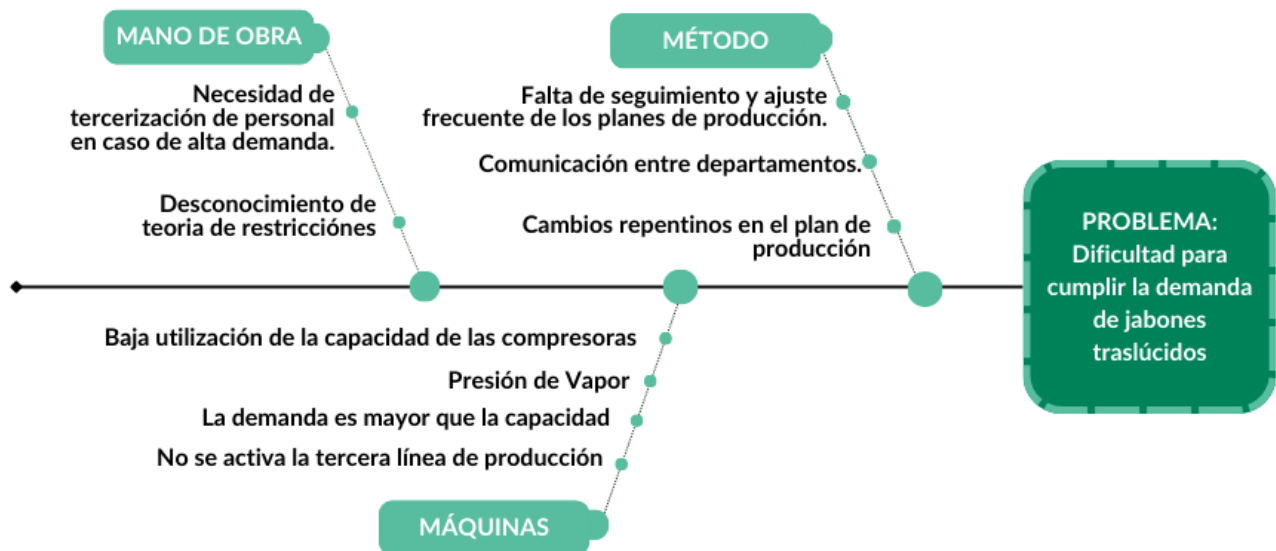 MANO DE OBRA
Necesidad de
tercerización de personal
en caso de alta demanda.
Desconocimiento de
teoria de restricciónes
MÉTODO
Falta de seguimiento y ajuste
frecuente de los planes de producción.
Comunicación entre departamentos.
Cambios repentinos en el plan de
producción
Baja utilización de la capacidad de las compresoras
Presión de Vapor
La demanda es mayor que la capacidad
No se activa la tercera línea de producción
MÁQUINAS
PROBLEMA:
Dificultad para
cumplir la demanda
de jabones
traslúcidos